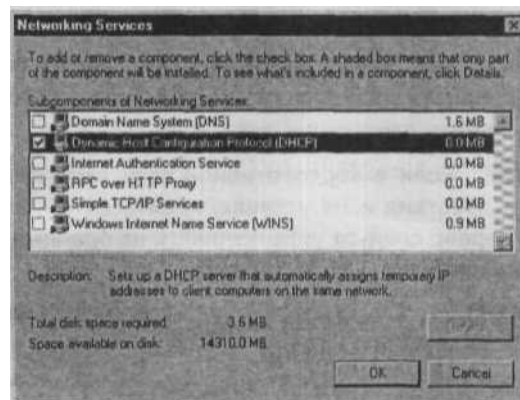 Networking Services
To add or remove a component, click the check box. A shaded box means that only part
of the component will be installed. To see what's included in a component, click Details.
Subcomponents of Networking Services:
Domain Name System (DNS) 1.6 MB
Dynamic Host Configuration Protocol (DHCP) 0.0 MB
Internet Authentication Service 0.0 MB
RPC over HTTP Proxy 0.0 MB
Simple TCP/IP Services 0.0 MB
Windows Internet Name Service (WINS) 0.9 MB
Description: Sets up a DHCP server that automatically assigns temporary IP
addresses to client computers on the same network.
Total disk space required: 3.6 MB
Space available on disk: 14310.0 MB
OK Cancel